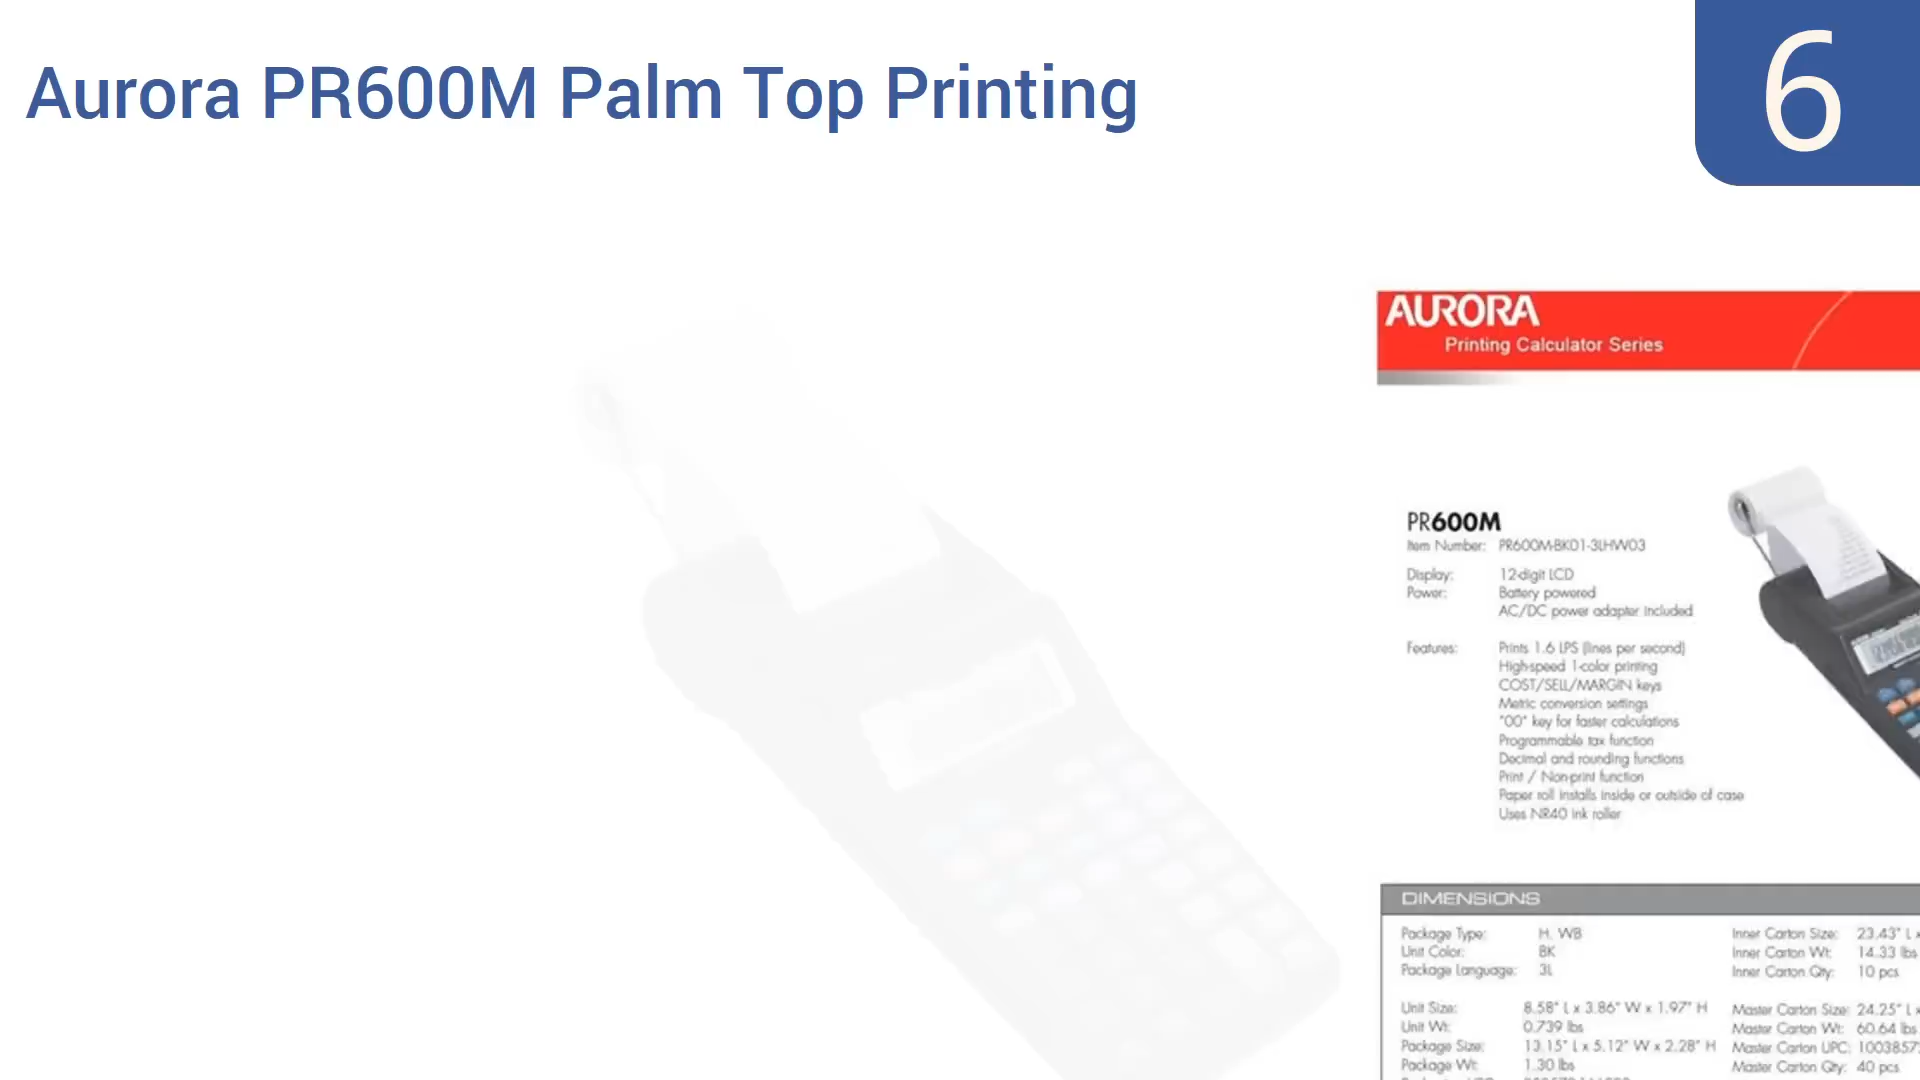 Aurora PR600M Palm Top Printing
6
AURORA
Printing Calculator Series
PR600M
Item Number: PR600M-BK01-3LHW03
Display: 12-digit LCD
Power: Battery powered
AC/DC power adapter included
Features: Prints 1.6 LPS (lines per second)
High-speed 1-color printing
COST/SELL/MARGIN keys
Metric conversion settings
"00" key for faster calculations
Programmable tax function
Decimal and rounding functions
Print / Non-print function
Paper roll installs inside or outside of case
Uses NR40 ink roller
DIMENSIONS
Package Type: H, WB Inner Carton Size: 23.43" L x
Unit Color: BK Inner Carton Wt: 14.33 lbs
Package Language: 3L Inner Carton Qty: 10 pcs
Unit Size: 8.58" L x 3.86" W x 1.97" H Master Carton Size: 24.25" L x
Unit Wt: 0.739 lbs Master Carton Wt: 60.64 lbs
Package Size: 13.15" L x 5.12" W x 2.28" H Master Carton UPC: 1003857
Package Wt: 1.30 lbs Master Carton Qty: 40 pcs